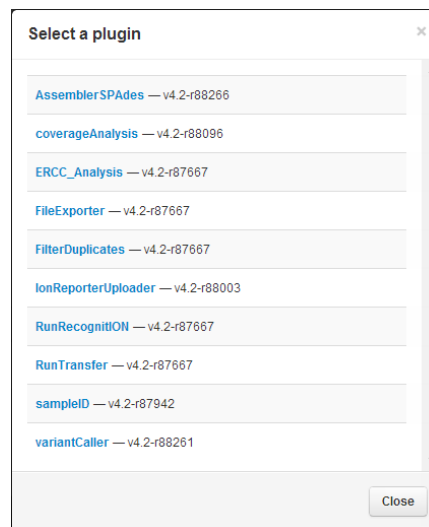 Select a plugin ×
AssemblerSPAdes — v4.2-r88266
coverageAnalysis — v4.2-r88096
ERCC_Analysis — v4.2-r87667
FileExporter — v4.2-r87667
FilterDuplicates — v4.2-r87667
IonReporterUploader — v4.2-r88003
RunRecognitION — v4.2-r87667
RunTransfer — v4.2-r87667
sampleID — v4.2-r87942
variantCaller — v4.2-r88261
Close